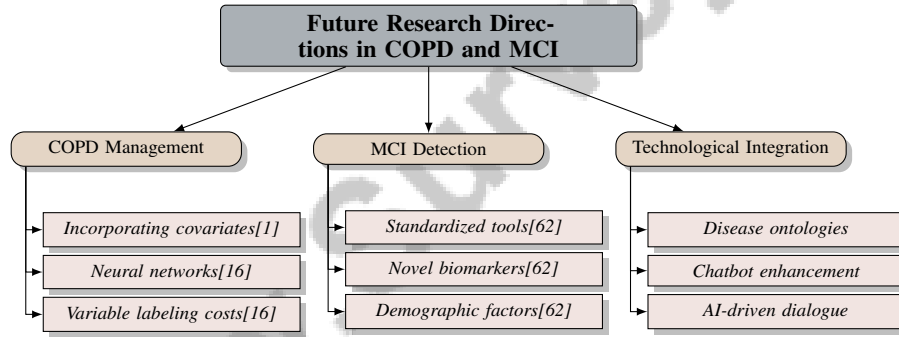 Future Research Direc-
tions in COPD and MCI
COPD Management
Incorporating covariates[1]
Neural networks[16]
Variable labeling costs[16]
MCI Detection
Standardized tools[62]
Novel biomarkers[62]
Demographic factors[62]
Technological Integration
Disease ontologies
Chatbot enhancement
AI-driven dialogue